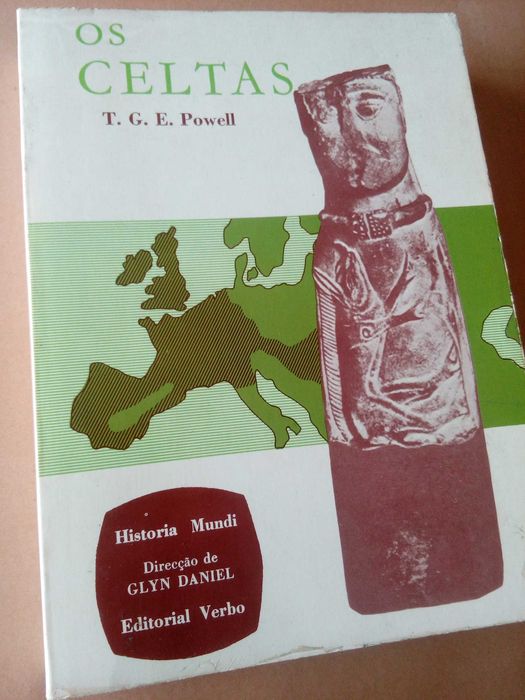 OS
CELTAS
T. G. E. Powell
Historia Mundi
Direcção de
GLYN DANIEL
Editorial Verbo